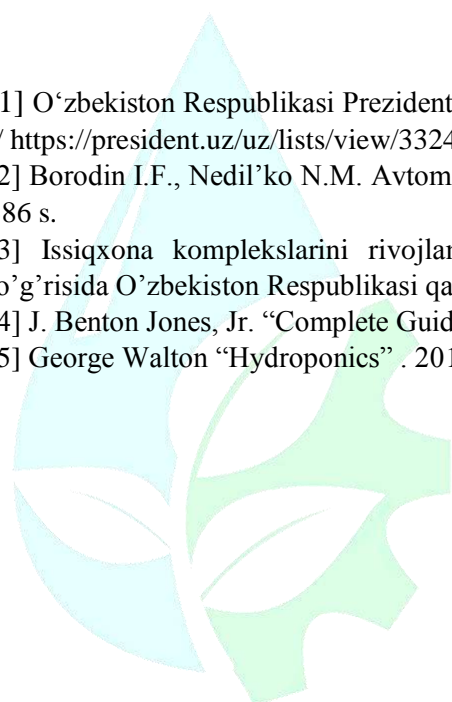 1] O‘zbekiston Respublikasi Prezident
/ https://president.uz/uz/lists/view/3324
2] Borodin I.F., Nedil’ko N.M. Avtom
86 s.
3] Issiqxona komplekslarini rivojlan
o’g’risida O’zbekiston Respublikasi qa
4] J. Benton Jones, Jr. “Complete Guid
5] George Walton “Hydroponics” . 201